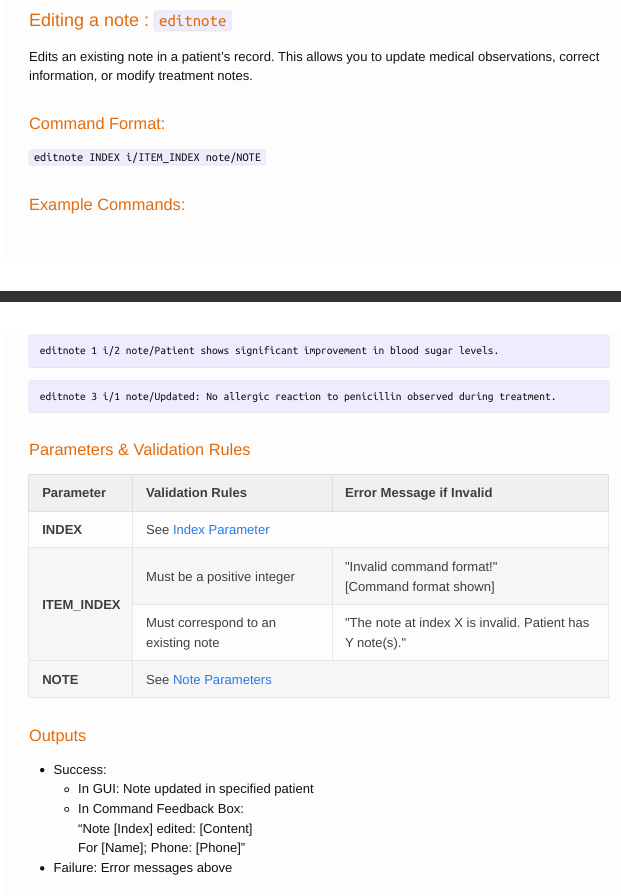 Editing a note : editnote
Edits an existing note in a patient’s record. This allows you to update medical observations, correct
information, or modify treatment notes.
Command Format:
editnote INDEX i/ITEM_INDEX note/NOTE
Example Commands:
editnote 1 i/2 note/Patient shows significant improvement in blood sugar levels.
editnote 3 i/1 note/Updated: No allergic reaction to penicillin observed during treatment.
Parameters & Validation Rules
Parameter Validation Rules Error Message if Invalid
INDEX See Index Parameter
ITEM_INDEX
Must be a positive integer
"Invalid command format!"
[Command format shown]
Must correspond to an
existing note
"The note at index X is invalid. Patient has
Y note(s)."
NOTE See Note Parameters
Outputs
• Success:
◦ In GUI: Note updated in specified patient
◦ In Command Feedback Box:
“Note [Index] edited: [Content]
For [Name]; Phone: [Phone]”
• Failure: Error messages above